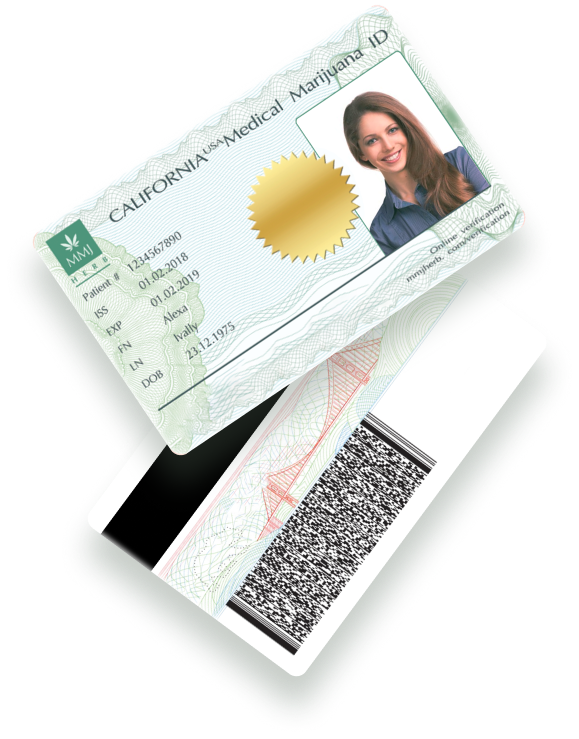 CALIFORNIA USA Medical Marijuana ID
MMJ
HERB
Patient # 1234567890
ISS 01.02.2018
EXP 01.02.2019
FN Alexa
LN Ivally
DOB 23.12.1975
Online verification
mmjherb. com/verification